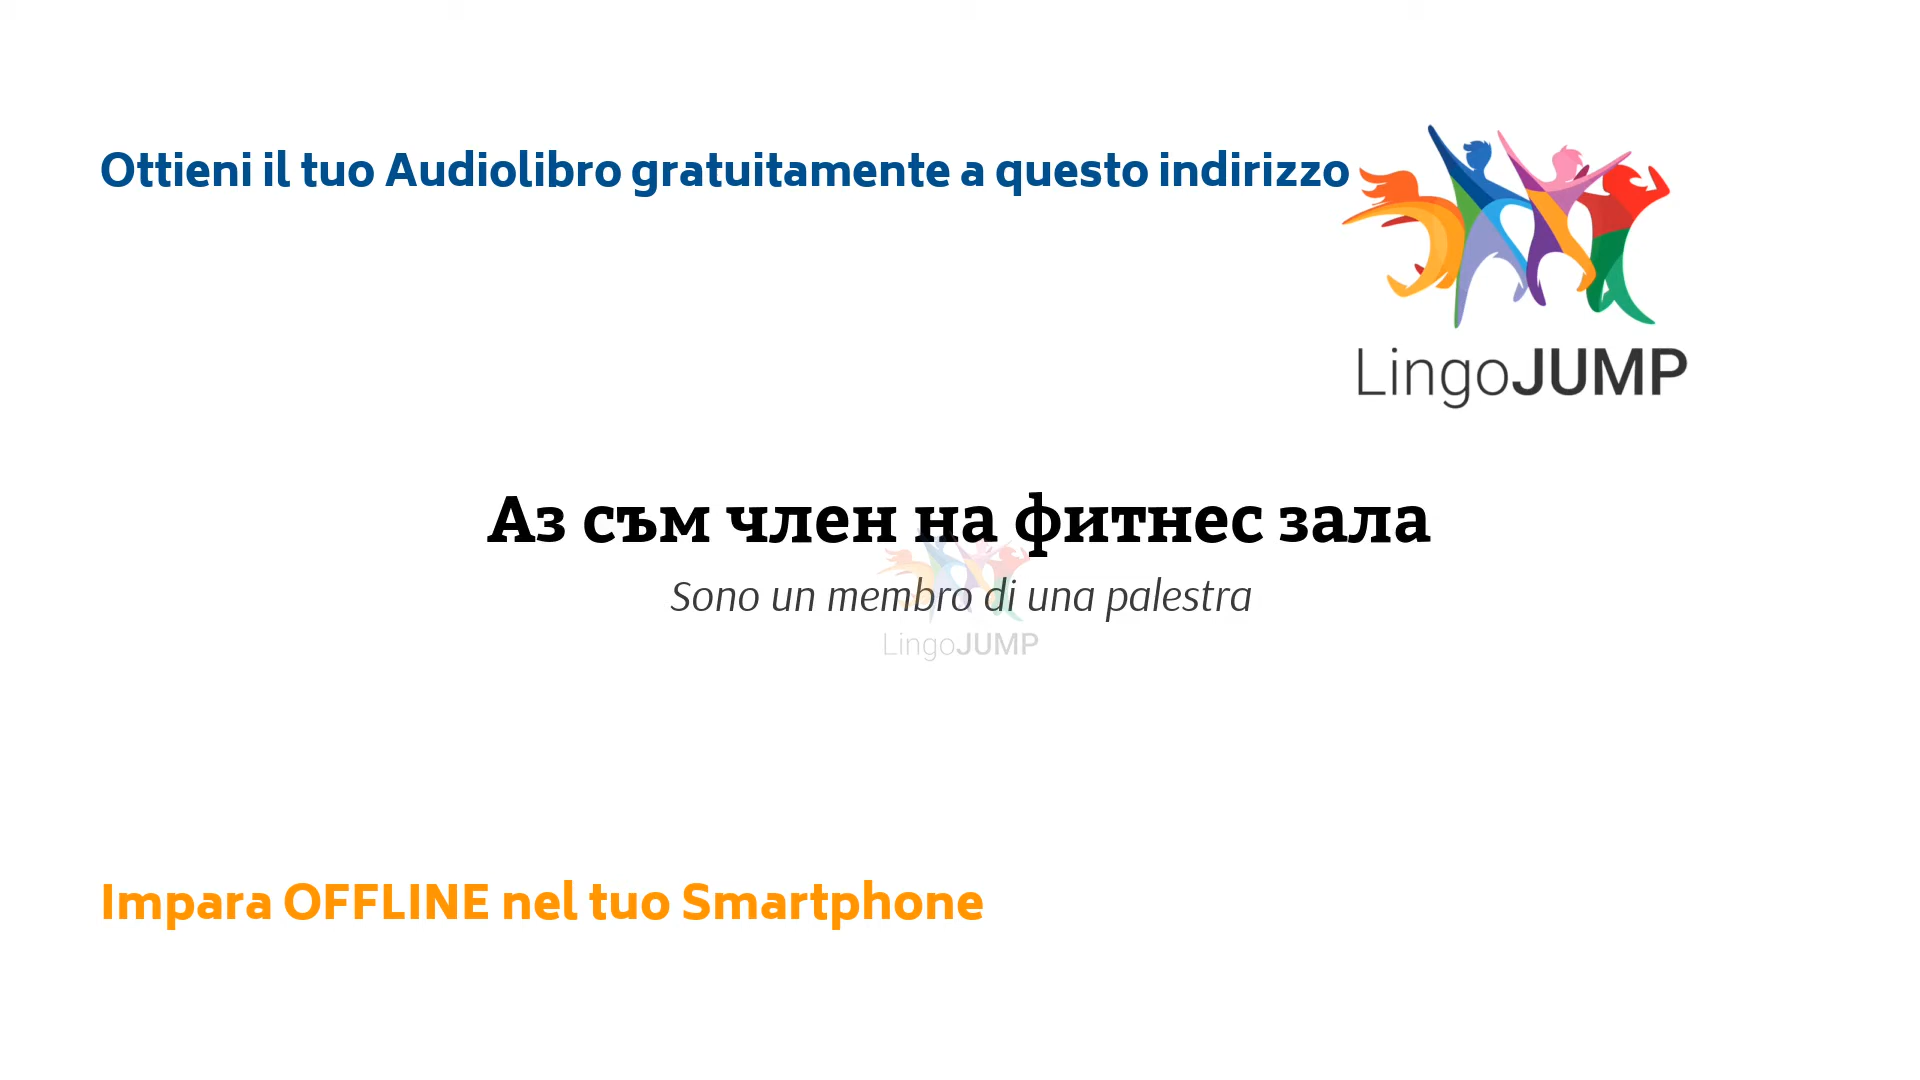 Ottieni il tuo Audiolibro gratuitamente a questo indirizzo
LingoJUMP
Аз съм член на фитнес зала
Sono un membro di una palestra
LingoJUMP
Impara OFFLINE nel tuo Smartphone